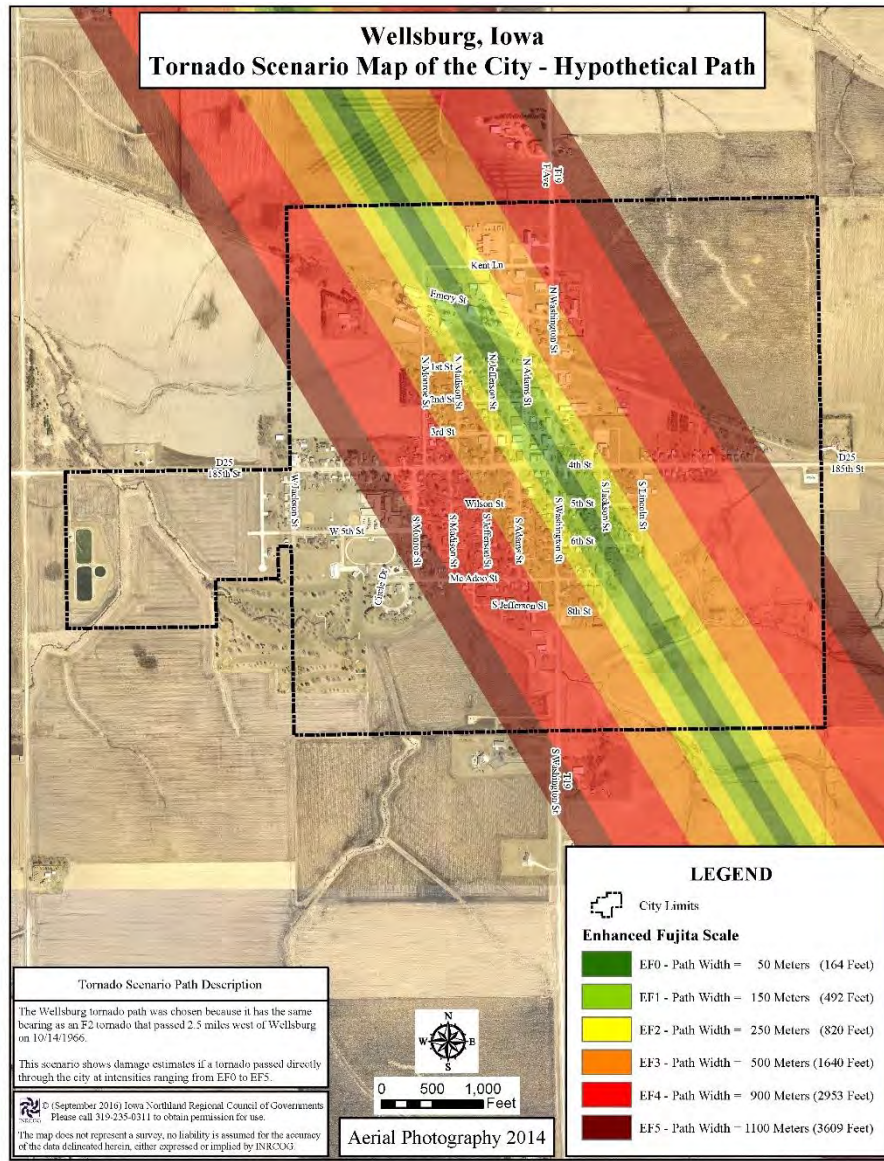 Wellsburg, Iowa
Tornado Scenario Map of the City - Hypothetical Path
T19
F Ave
Kent Ln
Emery St
N Washington St
N Monroe St
N Madison St
N Jefferson St
N Adams St
1st St
2nd St
3rd St
D25
185th St
4th St
D25
185th St
W Judson St
Wilson St
5th St
S Jackson St
S Lincoln St
W 5th St
S Monroe St
S Madison St
S Jefferson St
S Adams St
S Washington St
6th St
Circle Dr
Mc Adoo St
S Jefferson St
8th St
S Washington St
T19
LEGEND
City Limits
Enhanced Fujita Scale
EF0 - Path Width = 50 Meters (164 Feet)
EF1 - Path Width = 150 Meters (492 Feet)
EF2 - Path Width = 250 Meters (820 Feet)
EF3 - Path Width = 500 Meters (1640 Feet)
EF4 - Path Width = 900 Meters (2953 Feet)
EF5 - Path Width = 1100 Meters (3609 Feet)
Tornado Scenario Path Description
The Wellsburg tornado path was chosen because it has the same
bearing as an F2 tornado that passed 2.5 miles west of Wellsburg
on 10/14/1966.
This scenario shows damage estimates if a tornado passed directly
through the city at intensities ranging from EF0 to EF5.
INRCOG
© (September 2016) Iowa Northland Regional Council of Governments
Please call 319-235-0311 to obtain permission for use.
The map does not represent a survey, no liability is assumed for the accuracy
of the data delineated herein, either expressed or implied by INRCOG.
N
W E
S
0 500 1,000
Feet
Aerial Photography 2014